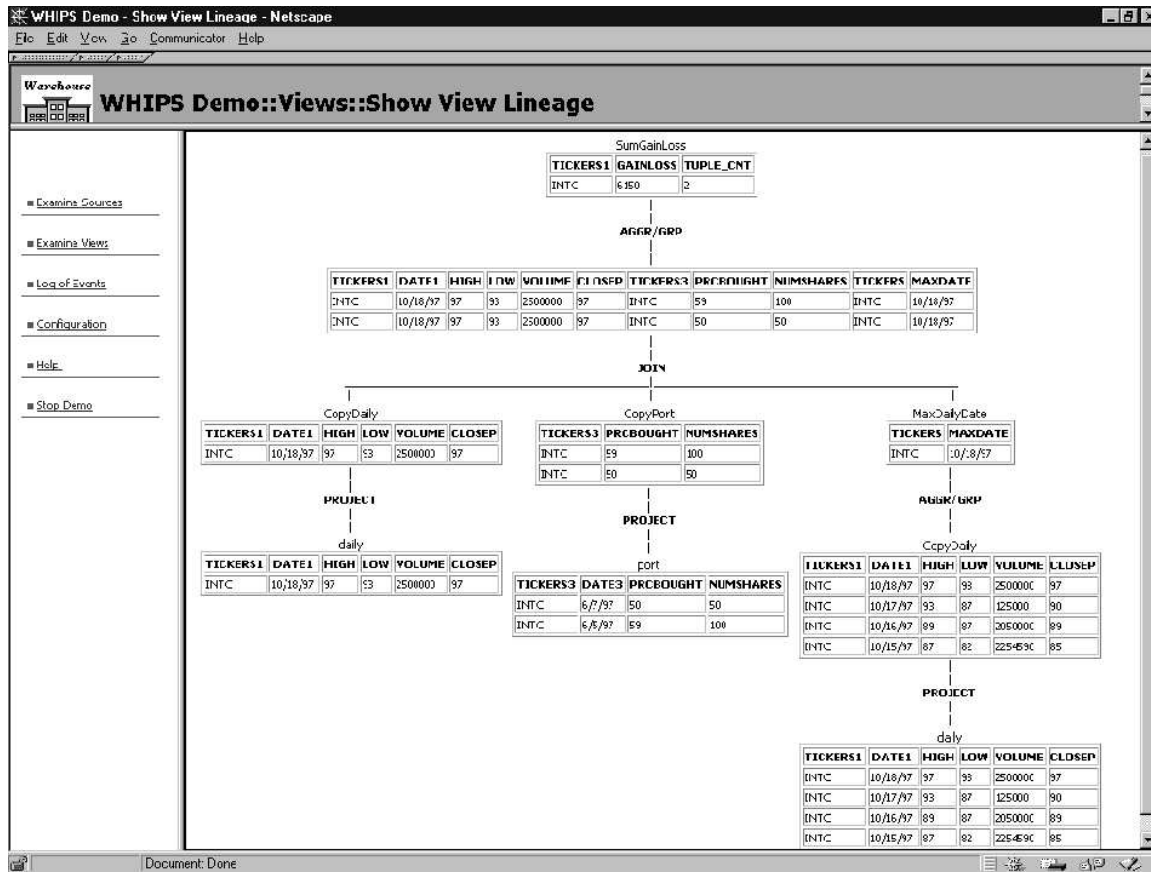 WHIPS Demo - Show View Lineage - Netscape
File Edit View Go Communicator Help
Warehouse
WHIPS Demo::Views::Show View Lineage
Examine Sources
Examine Views
Log of Events
Configuration
Help
Stop Demo
SumGainLoss
TICKERS1 GAINLOSS TUPLE_CNT
INTC 6150 2
AGGR/GRP
TICKERS1 DATE1 HIGH LOW VOLUME CLOSEP TICKERS3 PRCBOUGHT NUMSHARES TICKERS MAXDATE
INTC 10/18/97 97 93 2500000 97 INTC 59 100 INTC 10/18/97
INTC 10/18/97 97 93 2500000 97 INTC 50 50 INTC 10/18/97
JOIN
CopyDaily
TICKERS1 DATE1 HIGH LOW VOLUME CLOSEP
INTC 10/18/97 97 93 2500000 97
PROJECT
daily
TICKERS1 DATE1 HIGH LOW VOLUME CLOSEP
INTC 10/18/97 97 93 2500000 97
CopyPort
TICKERS3 PRCBOUGHT NUMSHARES
INTC 59 100
INTC 50 50
PROJECT
port
TICKERS3 DATE3 PRCBOUGHT NUMSHARES
INTC 6/7/97 50 50
INTC 59 100
MaxDailyDate
TICKERS MAXDATE
INTC 10/18/97
AGGR/GRP
CopyDaily
TICKERS1 DATE1 HIGH LOW VOLUME CLOSEP
INTC 10/18/97 97 93 2500000 97
INTC 10/17/97 93 87 125000 90
INTC 10/16/97 89 87 2050000 89
INTC 10/15/97 87 82 2254590 85
PROJECT
daily
TICKERS1 DATE1 HIGH LOW VOLUME CLOSEP
INTC 10/18/97 97 93 2500000 97
INTC 10/17/97 93 87 125000 90
INTC 10/16/97 89 87 2050000 89
INTC 10/15/97 87 82 2254590 85
Document: Done